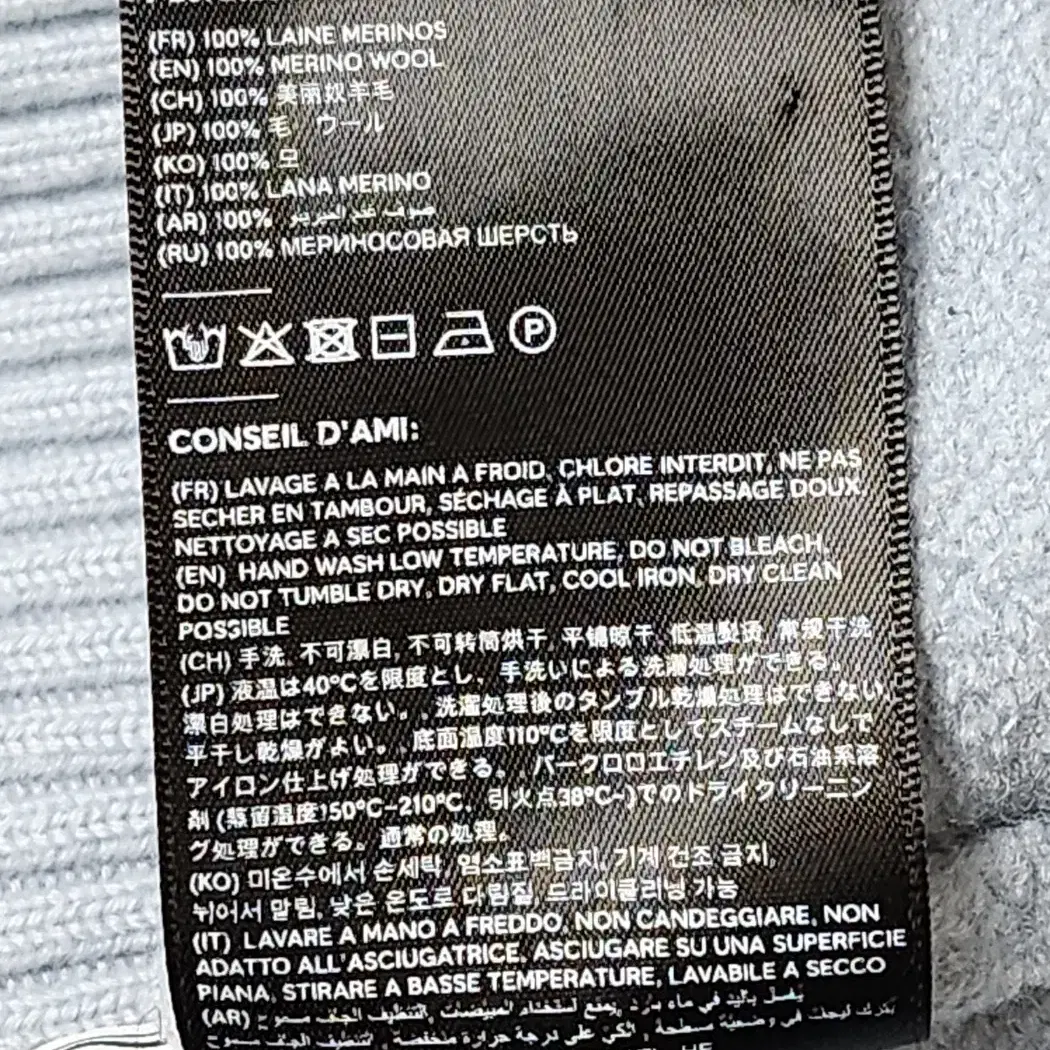 (FR) 100% LAINE MERINOS
(EN) 100% MERINO WOOL
(CH) 100% 美丽奴羊毛
(JP) 100% 毛 ウール
(KO) 100% 모
(IT) 100% LANA MERINO
(AR) 100% صوف
(RU) 100% МЕРИНОСОВАЯ ШЕРСТЬ
P
CONSEIL D'AMI:
(FR) LAVAGE A LA MAIN A FROID, CHLORE INTERDIT, NE PAS
SECHER EN TAMBOUR, SÉCHAGE À PLAT, REPASSAGE DOUX,
NETTOYAGE A SEC POSSIBLE
(EN) HAND WASH LOW TEMPERATURE, DO NOT BLEACH,
DO NOT TUMBLE DRY, DRY FLAT, COOL IRON, DRY CLEAN
POSSIBLE
(CH) 手洗, 不可漂白, 不可转筒烘干, 平铺晾干, 低温熨烫, 常规干洗
(JP) 液温は40°Cを限度とし、手洗いによる洗濯処理ができる。
漂白処理はできない。、洗濯処理後のタンブル乾燥処理はできない、
平干し乾燥がよい。、底面温度110°Cを限度としてスチームなしで
アイロン仕上げ処理ができる。、パークロロエチレン及び石油系溶
剤 (蒸留温度150°C-210°C、引火点38°C~)でのドライクリーニン
グ処理ができる。通常の処理。
(KO) 미온수에서 손세탁, 염소표백금지, 기계 건조 금지,
뉘어서 말림, 낮은 온도로 다림질, 드라이클리닝 가능
(IT) LAVARE A MANO A FREDDO, NON CANDEGGIARE, NON
ADATTO ALL'ASCIUGATRICE, ASCIUGARE SU UNA SUPERFICIE
PIANA, STIRARE A BASSE TEMPERATURE, LAVABILE A SECCO
(AR) يغسل باليد في ماء بارد